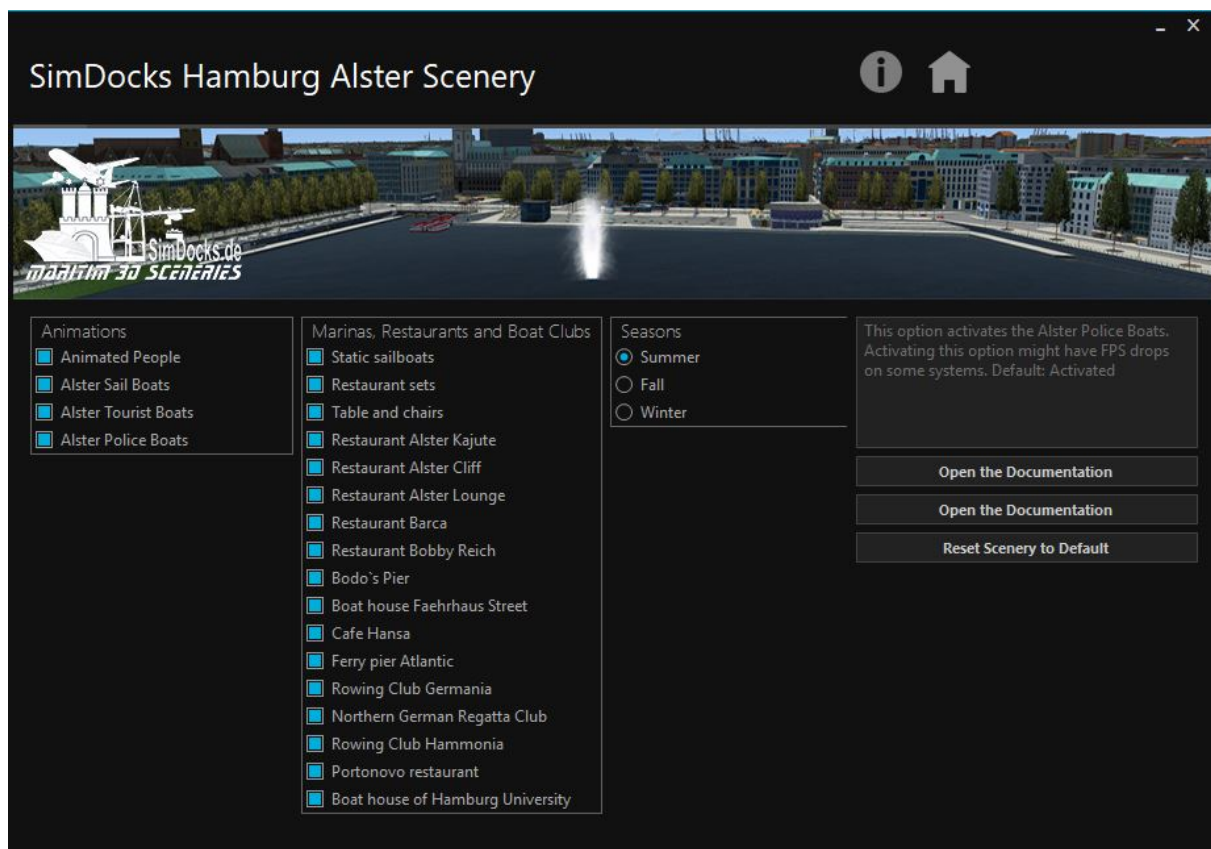 SimDocks Hamburg Alster Scenery
SimDocks.de
MARITIM 3D SCENERIES
Animations
Animated People
Alster Sail Boats
Alster Tourist Boats
Alster Police Boats
Marinas, Restaurants and Boat Clubs
Static sailboats
Restaurant sets
Table and chairs
Restaurant Alster Kajute
Restaurant Alster Cliff
Restaurant Alster Lounge
Restaurant Barca
Restaurant Bobby Reich
Bodo`s Pier
Boat house Faehrhaus Street
Cafe Hansa
Ferry pier Atlantic
Rowing Club Germania
Northern German Regatta Club
Rowing Club Hammonia
Portonovo restaurant
Boat house of Hamburg University
Seasons
Summer
Fall
Winter
This option activates the Alster Police Boats.
Activating this option might have FPS drops
on some systems. Default: Activated
Open the Documentation
Open the Documentation
Reset Scenery to Default